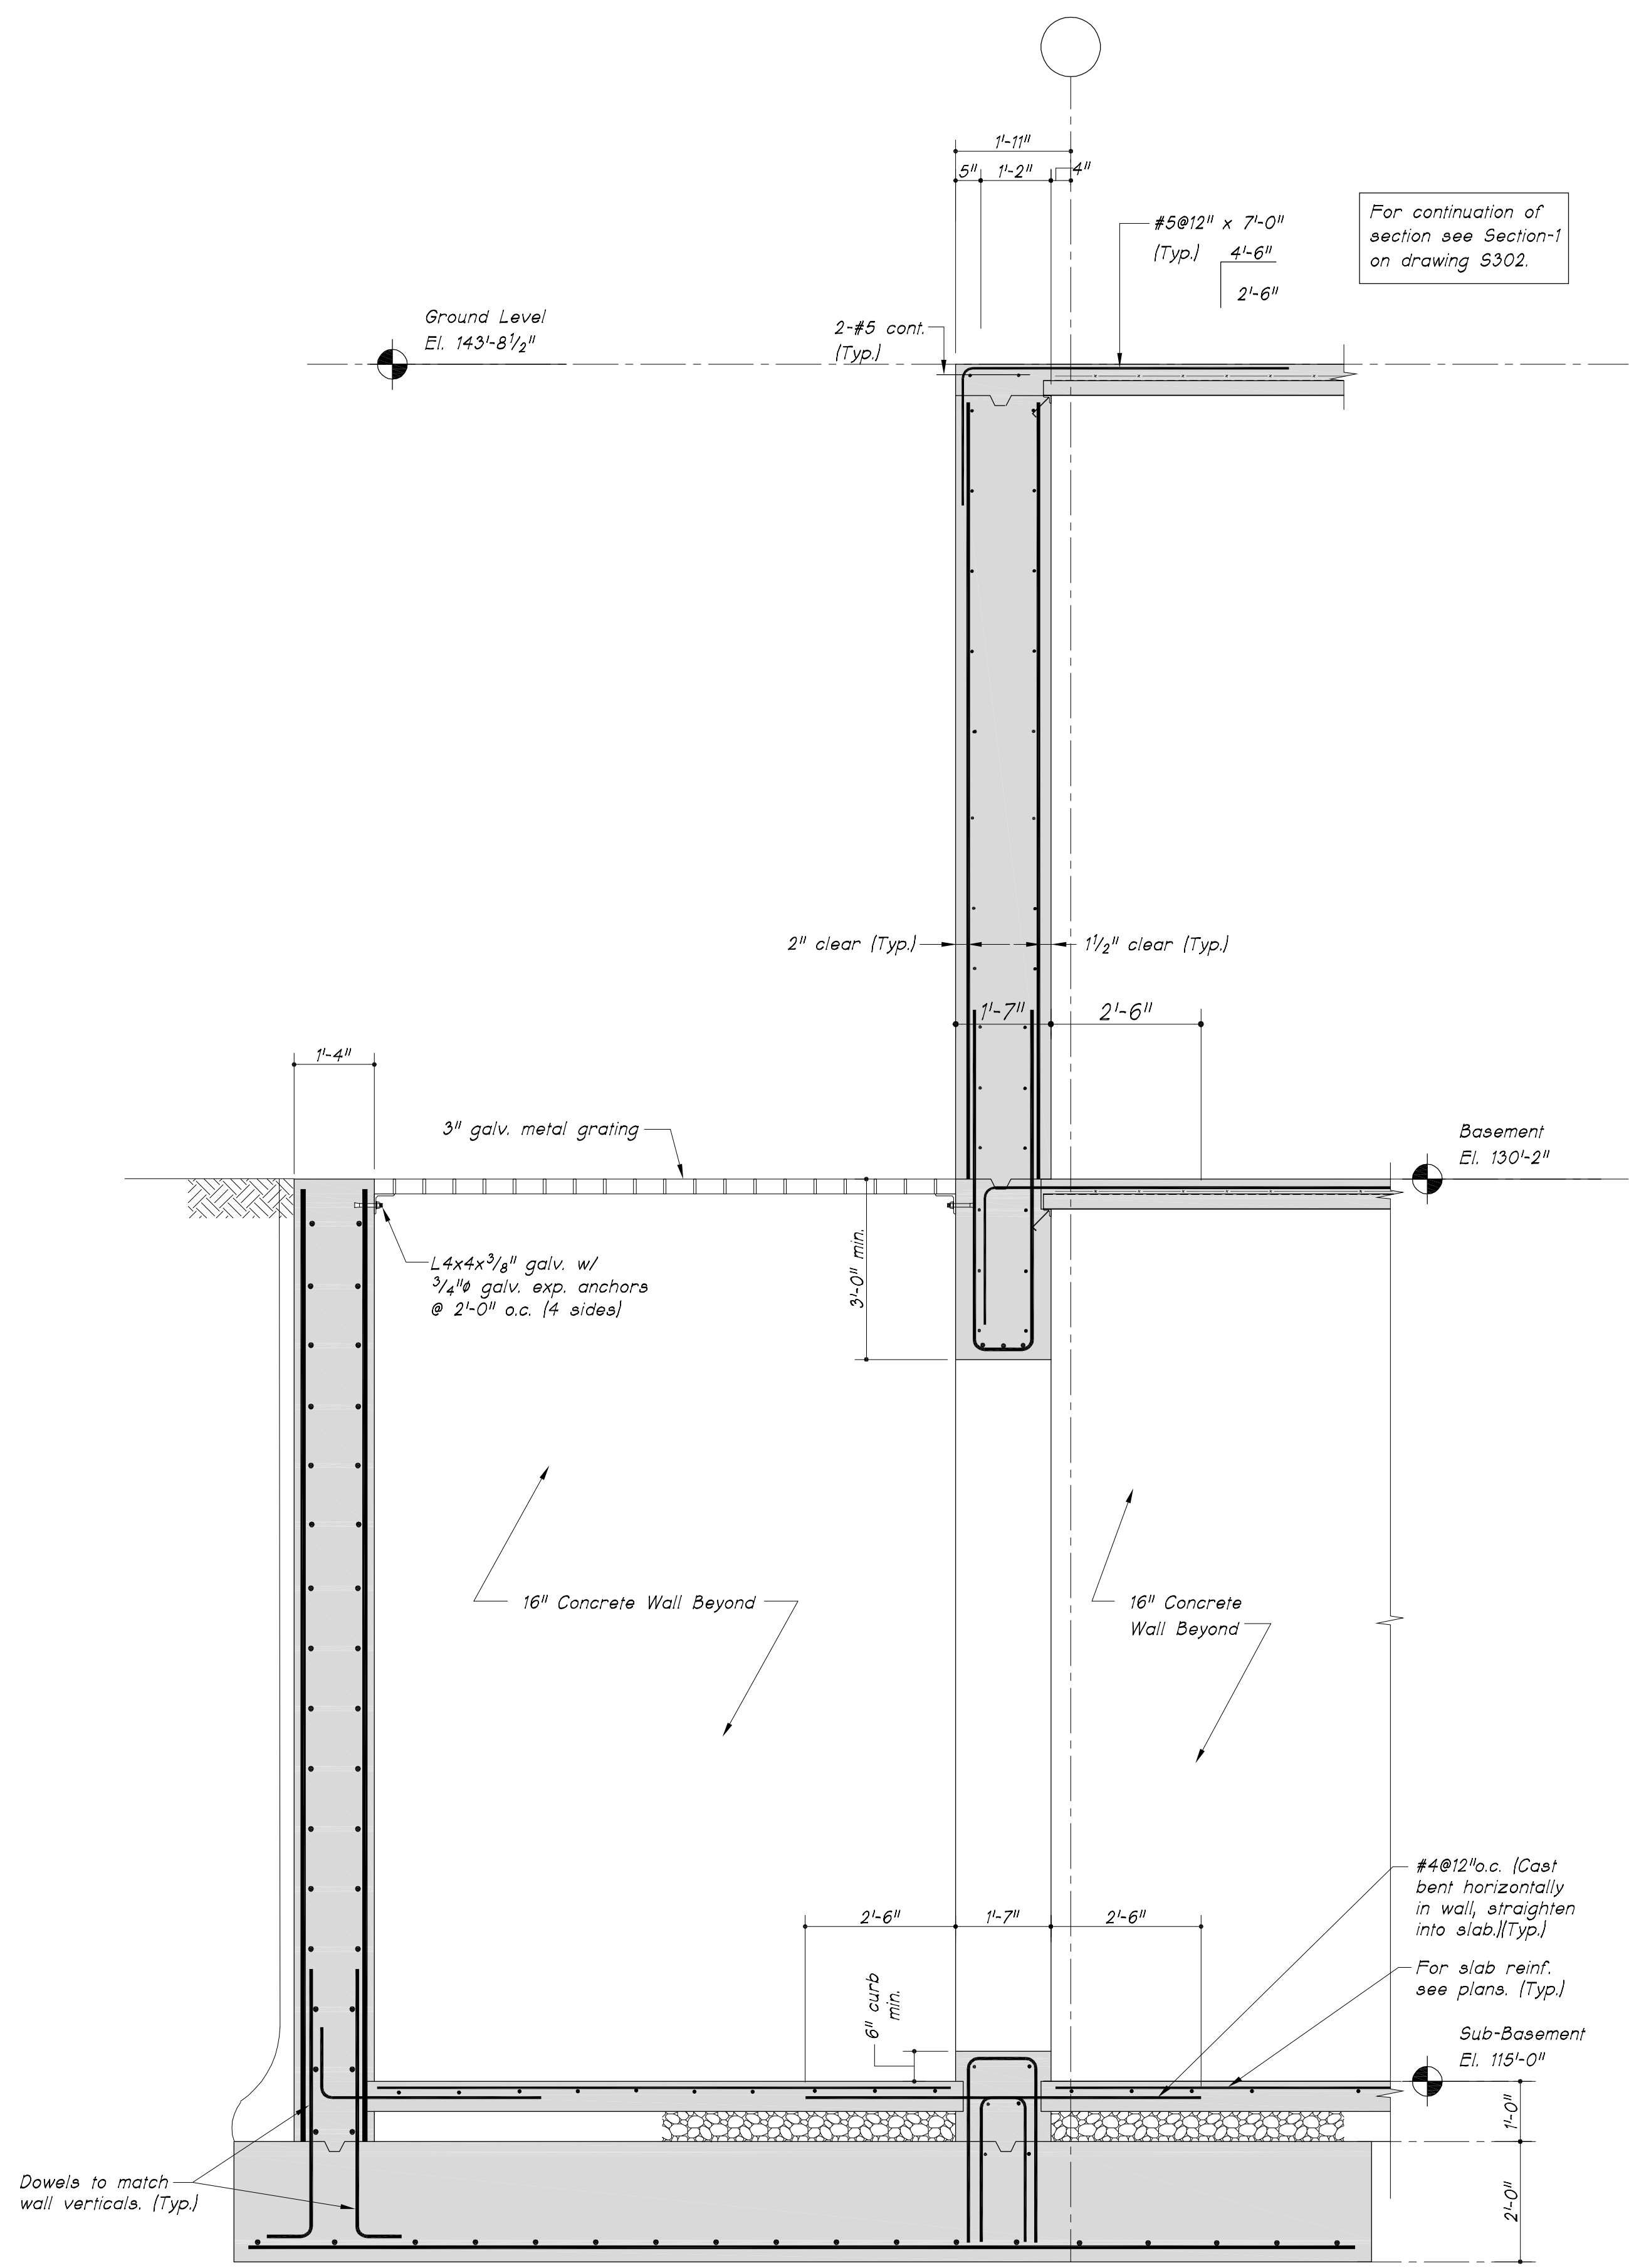 1'-11"
5" 1'-2" 4"
#5@12" x 7'-0"
(Typ.) 4'-6"
2'-6"
For continuation of
section see Section-1
on drawing S302.
Ground Level
El. 143'-8 1/2"
2-#5 cont.
(Typ.)
2" clear (Typ.)
1 1/2" clear (Typ.)
1'-7" 2'-6"
1'-4"
3" galv. metal grating
Basement
El. 130'-2"
3'-0" min.
L4x4x3/8" galv. w/
3/4"ø galv. exp. anchors
@ 2'-0" o.c. (4 sides)
16" Concrete Wall Beyond
16" Concrete
Wall Beyond
#4@12"o.c. (Cast
bent horizontally
in wall, straighten
into slab.)(Typ.)
2'-6" 1'-7" 2'-6"
For slab reinf.
see plans. (Typ.)
6" curb
min.
Sub-Basement
El. 115'-0"
1'-0"
Dowels to match
wall verticals. (Typ.)
2'-0"